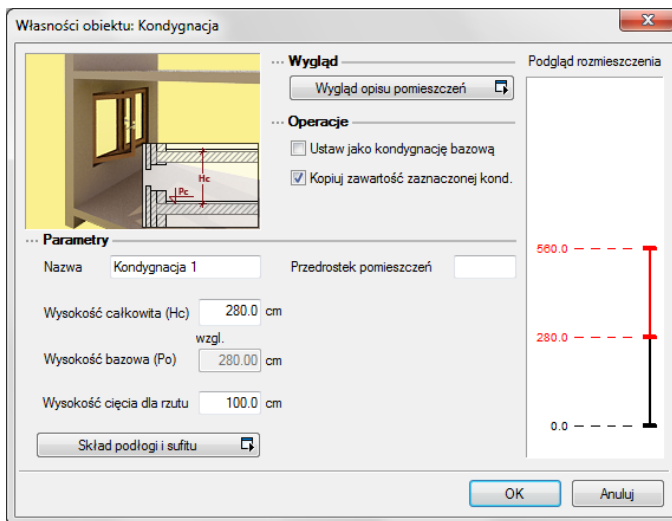 Własności obiektu: Kondygnacja
Wygląd
Wygląd opisu pomieszczeń
Operacje
Ustaw jako kondygnację bazową
Kopiuj zawartość zaznaczonej kond.
Hc
Pc
Parametry
Nazwa Kondygnacja 1 Przedrostek pomieszczeń
Wysokość całkowita (Hc) 280.0 cm
wzgl.
Wysokość bazowa (Po) 280.00 cm
Wysokość cięcia dla rzutu 100.0 cm
Skład podłogi i sufitu
Podgląd rozmieszczenia
560.0
280.0
0.0
OK Anuluj